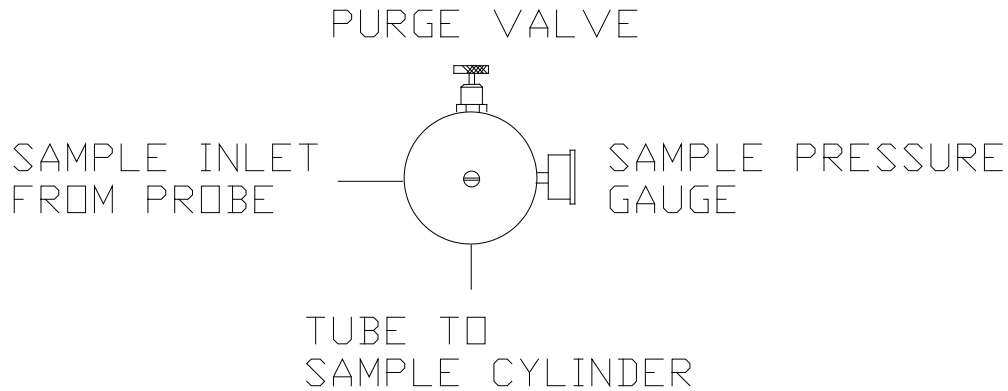 PURGE VALVE
SAMPLE INLET
FROM PROBE
SAMPLE PRESSURE
GAUGE
TUBE TO
SAMPLE CYLINDER